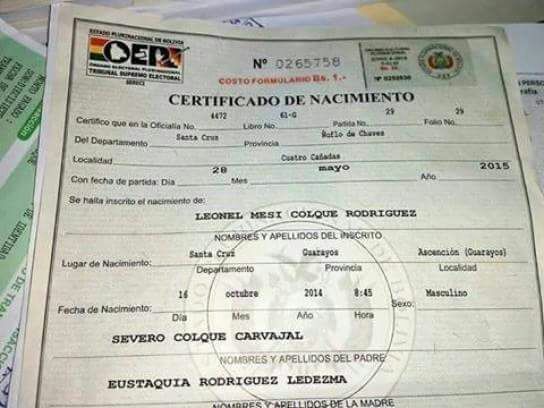 ESTADO PLURINACIONAL DE BOLIVIA
OEP
ÓRGANO ELECTORAL PLURINACIONAL
TRIBUNAL SUPREMO ELECTORAL
SERECI
Nº 0265758
COSTO FORMULARIO Bs. 1.-
CERTIFICADO DE NACIMIENTO
4472 61-G 29 29
Certifico que en la Oficialía No. Libro No. Partida No. Folio No.
Santa Cruz Ñuflo de Chaves
Del Departamento Provincia
Cuatro Cañadas
Localidad
28 mayo 2015
Con fecha de partida: Día Mes Año
Se halla inscrito el nacimiento de:
LEONEL MESI COLQUE RODRIGUEZ
NOMBRES Y APELLIDOS DEL INSCRITO
Santa Cruz Guarayos Ascención (Guarayos)
Lugar de Nacimiento: Departamento Provincia Localidad
16 octubre 2014 8:45 Masculino
Fecha de Nacimiento: Día Mes Año Hora Sexo:
SEVERO COLQUE CARVAJAL
NOMBRES Y APELLIDOS DEL PADRE
EUSTAQUIA RODRIGUEZ LEDEZMA
NOMBRES Y APELLIDOS DE LA MADRE